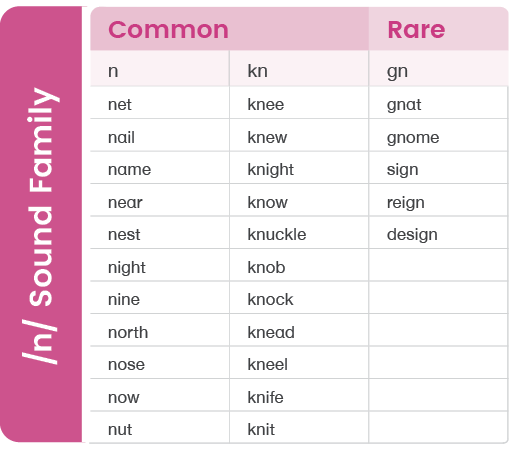 /n/ Sound Family
Common Rare
n kn gn
net knee gnat
nail knew gnome
name knight sign
near know reign
nest knuckle design
night knob
nine knock
north knead
nose kneel
now knife
nut knit